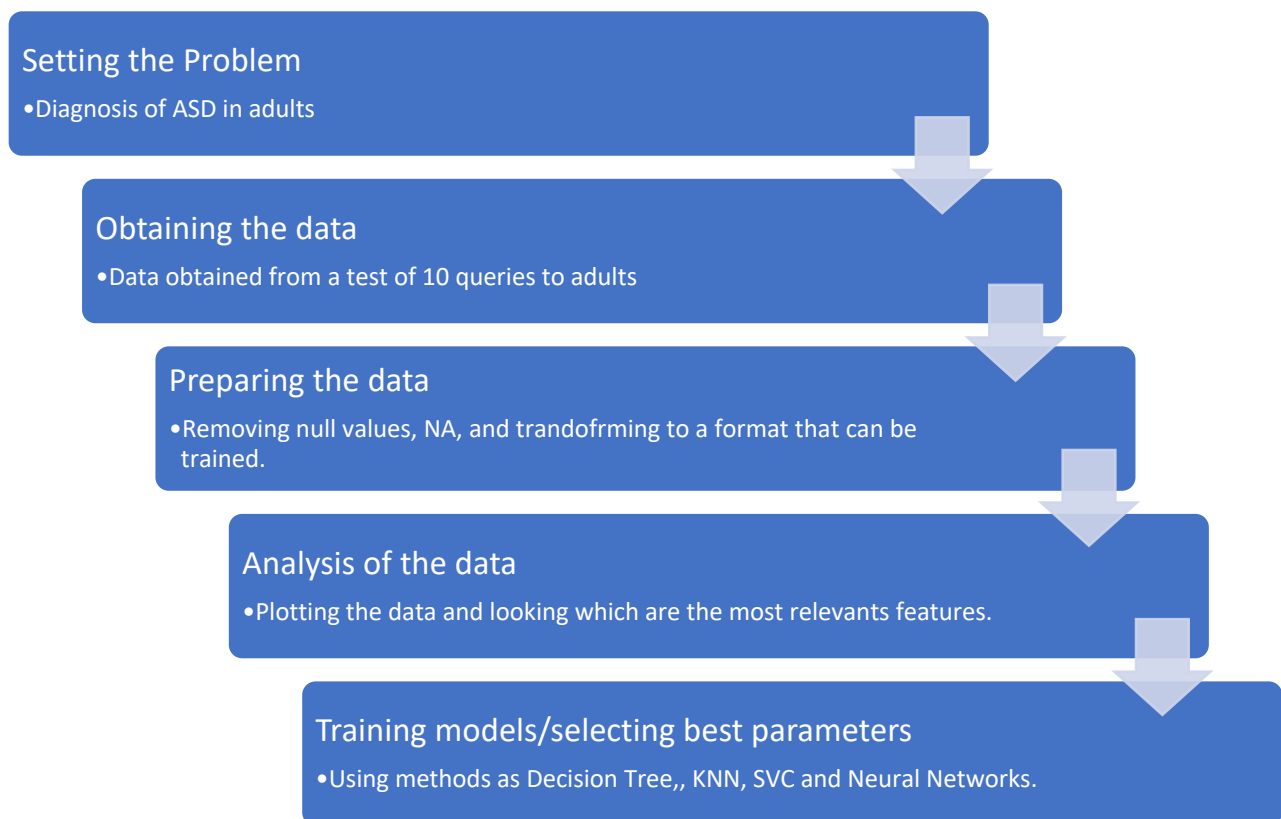 Setting the Problem
•Diagnosis of ASD in adults
Obtaining the data
•Data obtained from a test of 10 queries to adults
Preparing the data
•Removing null values, NA, and trandofrming to a format that can be
trained.
Analysis of the data
•Plotting the data and looking which are the most relevants features.
Training models/selecting best parameters
•Using methods as Decision Tree,, KNN, SVC and Neural Networks.